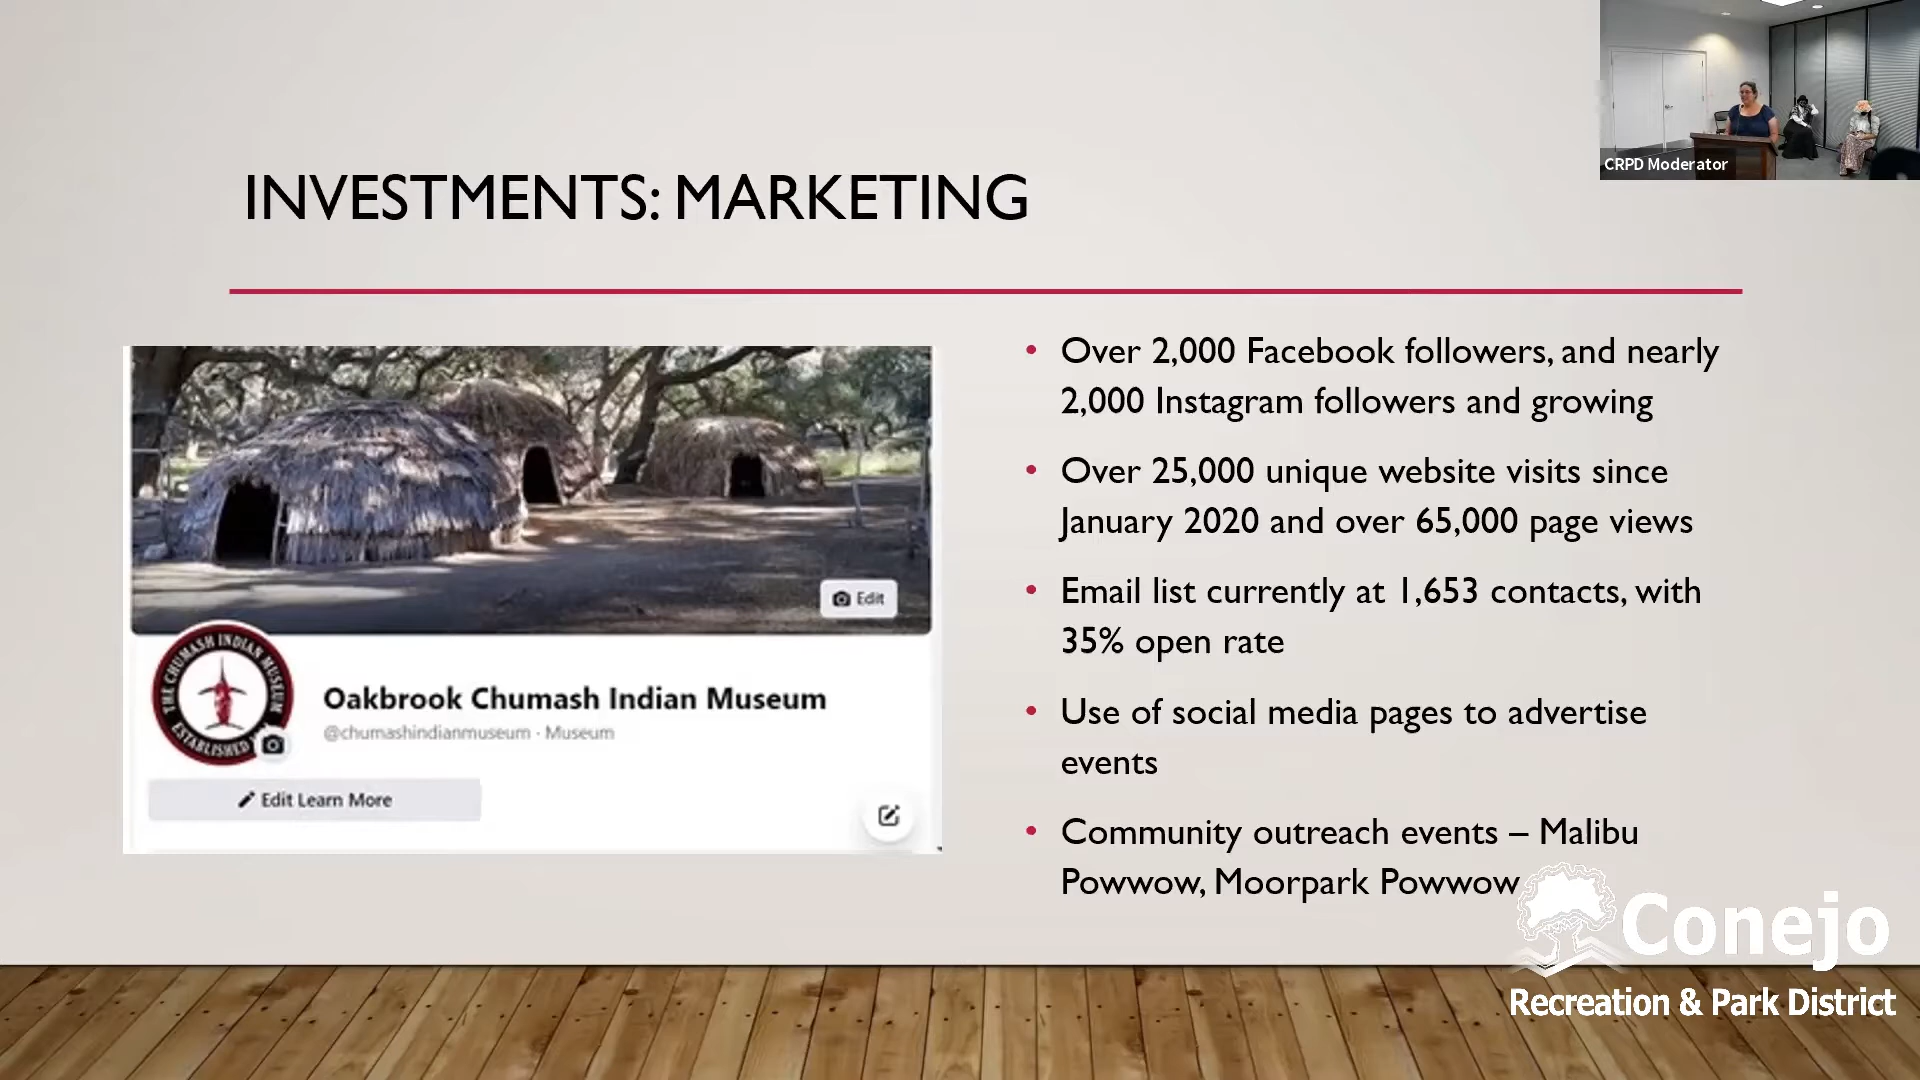 CRPD Moderator
INVESTMENTS: MARKETING
Edit
THE CHUMASH INDIAN MUSEUM
ESTABLISHED
Oakbrook Chumash Indian Museum
@chumashindianmuseum · Museum
Edit Learn More
• Over 2,000 Facebook followers, and nearly
2,000 Instagram followers and growing
• Over 25,000 unique website visits since
January 2020 and over 65,000 page views
• Email list currently at 1,653 contacts, with
35% open rate
• Use of social media pages to advertise
events
• Community outreach events – Malibu
Powwow, Moorpark Powwow
Conejo
Recreation & Park District